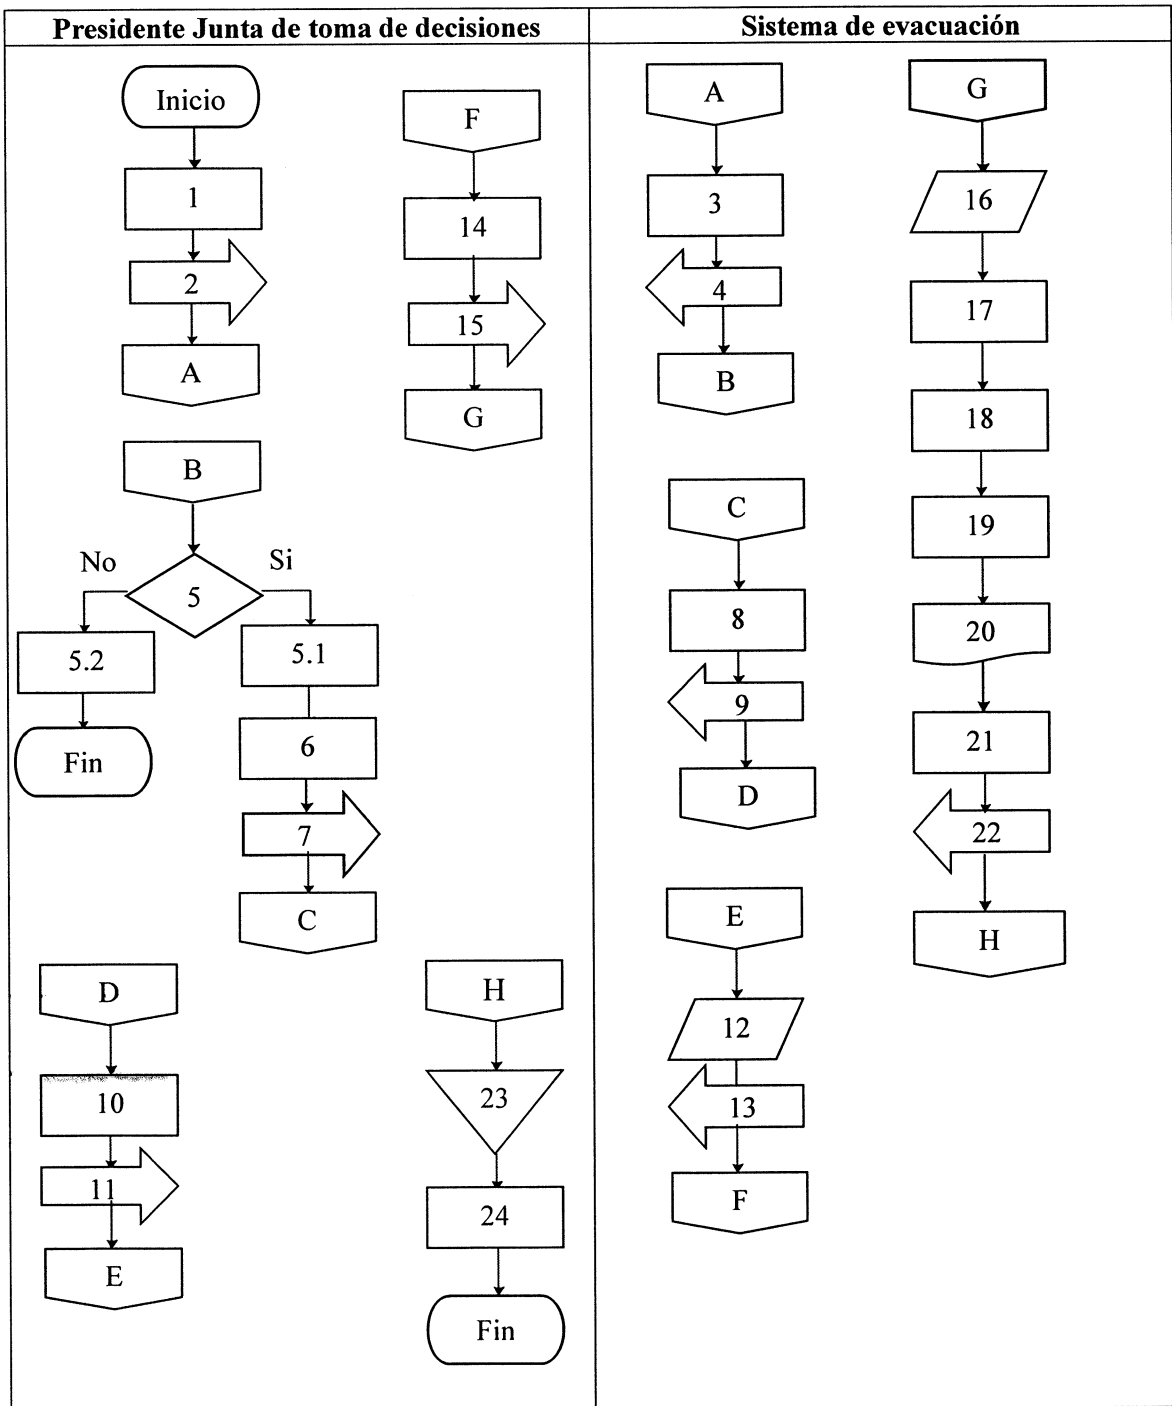 Presidente Junta de toma de decisiones
Inicio
1
2
A
B
No
Si
5
5.2
5.1
Fin
6
7
C
D
10
11
E
F
14
15
G
H
23
24
Fin
Sistema de evacuación
A
3
4
B
C
8
9
D
E
12
13
F
G
16
17
18
19
20
21
22
H